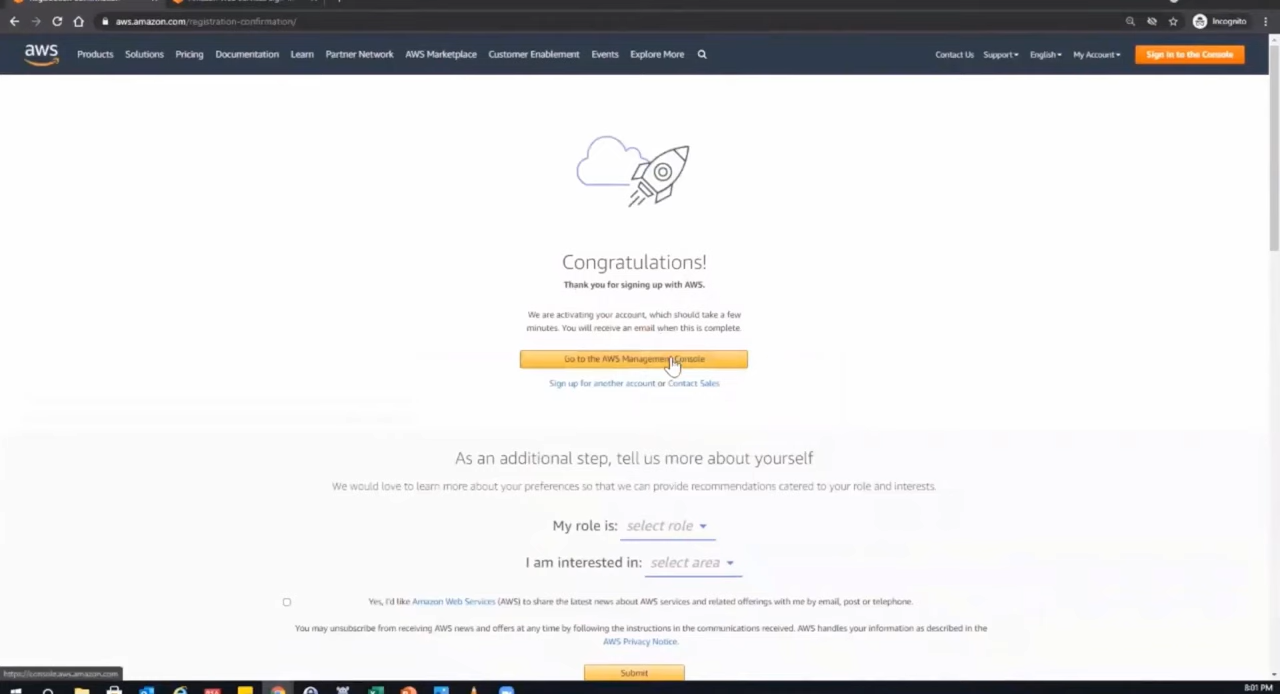 aws.amazon.com/registration-confirmation/
Incognito
aws
Products Solutions Pricing Documentation Learn Partner Network AWS Marketplace Customer Enablement Events Explore More
Contact Us Support English My Account Sign In to the Console
Congratulations!
Thank you for signing up with AWS.
We are activating your account, which should take a few
minutes. You will receive an email when this is complete.
Go to the AWS Management Console
Sign up for another account or Contact Sales
As an additional step, tell us more about yourself
We would love to learn more about your preferences so that we can provide recommendations catered to your role and interests.
My role is: select role
I am interested in: select area
Yes, I'd like Amazon Web Services (AWS) to share the latest news about AWS services and related offerings with me by email, post or telephone.
You may unsubscribe from receiving AWS news and offers at any time by following the instructions in the communications received. AWS handles your information as described in the
AWS Privacy Notice.
Submit
https://console.aws.amazon.com
8:01 PM